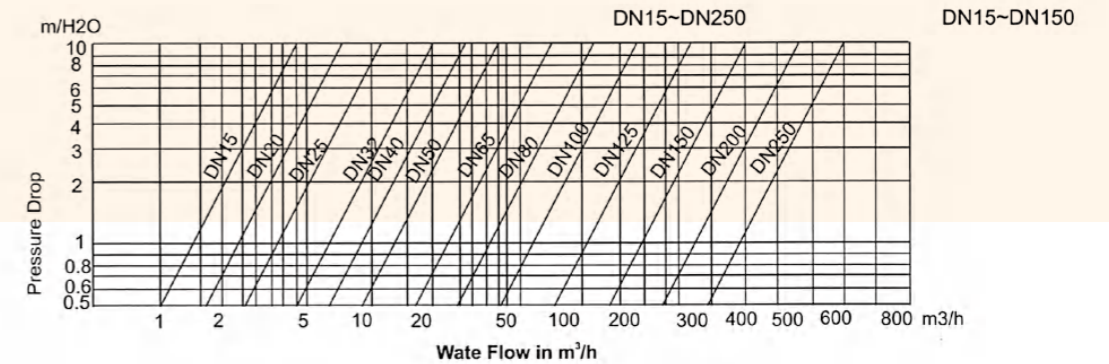 DN15~DN250 DN15~DN150
m/H2O
10
8
6
5
4
3
2
1
0.8
0.6
0.5
Pressure Drop
DN15 DN20 DN25 DN32 DN40 DN50 DN65 DN80 DN100 DN125 DN150 DN200 DN250
1 2 5 10 20 50 100 200 300 400 500 600 800 m3/h
Wate Flow in m³/h